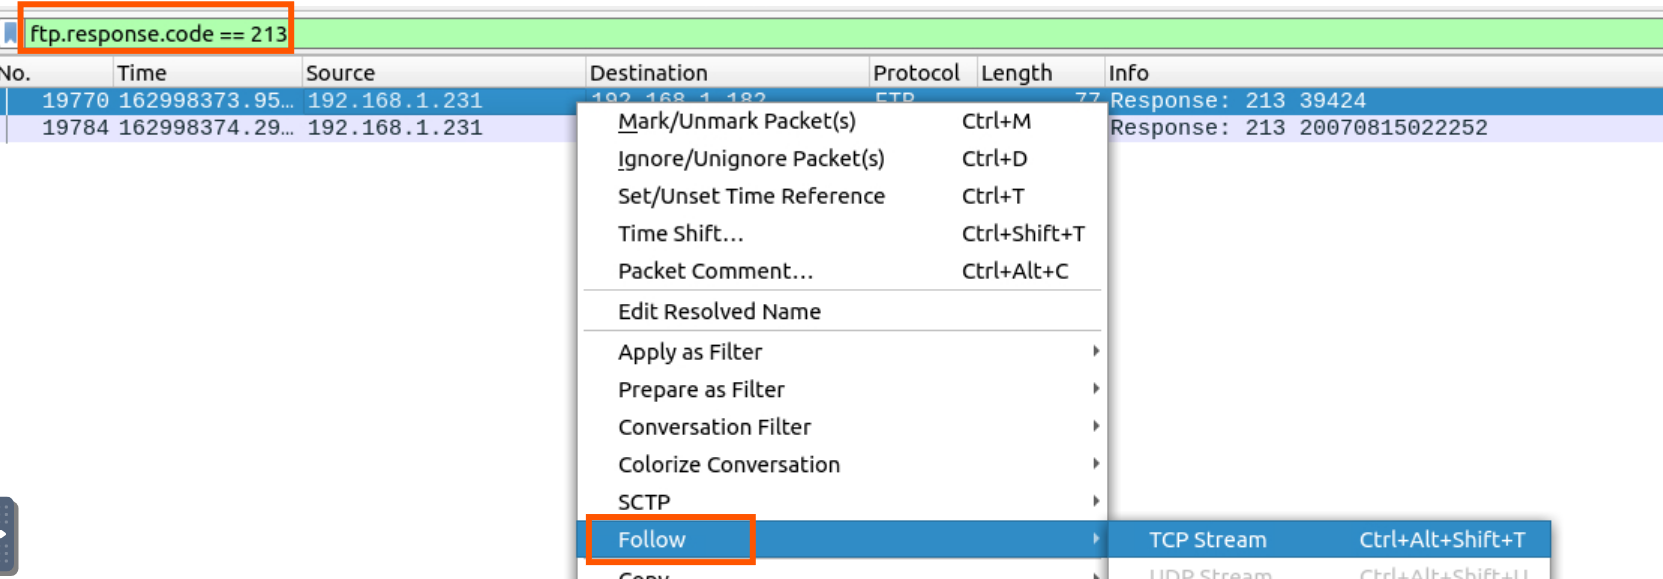 ftp.response.code == 213
No. Time Source Destination Protocol Length Info
19770 162998373.95… 192.168.1.231 192.168.1.182 FTP 77 Response: 213 39424
19784 162998374.29… 192.168.1.231 Response: 213 20070815022252
Mark/Unmark Packet(s) Ctrl+M
Ignore/Unignore Packet(s) Ctrl+D
Set/Unset Time Reference Ctrl+T
Time Shift… Ctrl+Shift+T
Packet Comment… Ctrl+Alt+C
Edit Resolved Name
Apply as Filter
Prepare as Filter
Conversation Filter
Colorize Conversation
SCTP
Follow TCP Stream Ctrl+Alt+Shift+T
Copy UDP Stream Ctrl+Alt+Shift+U